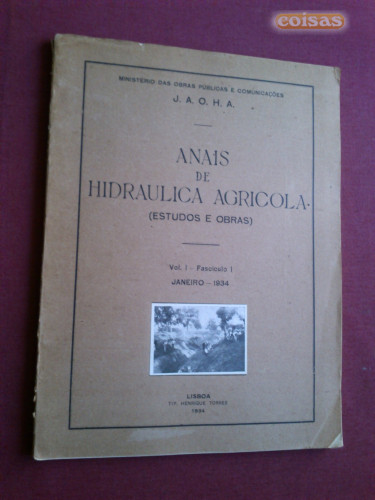 coisas
MINISTÉRIO DAS OBRAS PÚBLICAS E COMUNICAÇÕES
J. A. O. H. A.
ANAIS
DE
HIDRAULICA AGRICOLA
(ESTUDOS E OBRAS)
Vol. I - Fascículo I
JANEIRO - 1934
LISBOA
TIP. HENRIQUE TORRES
1934